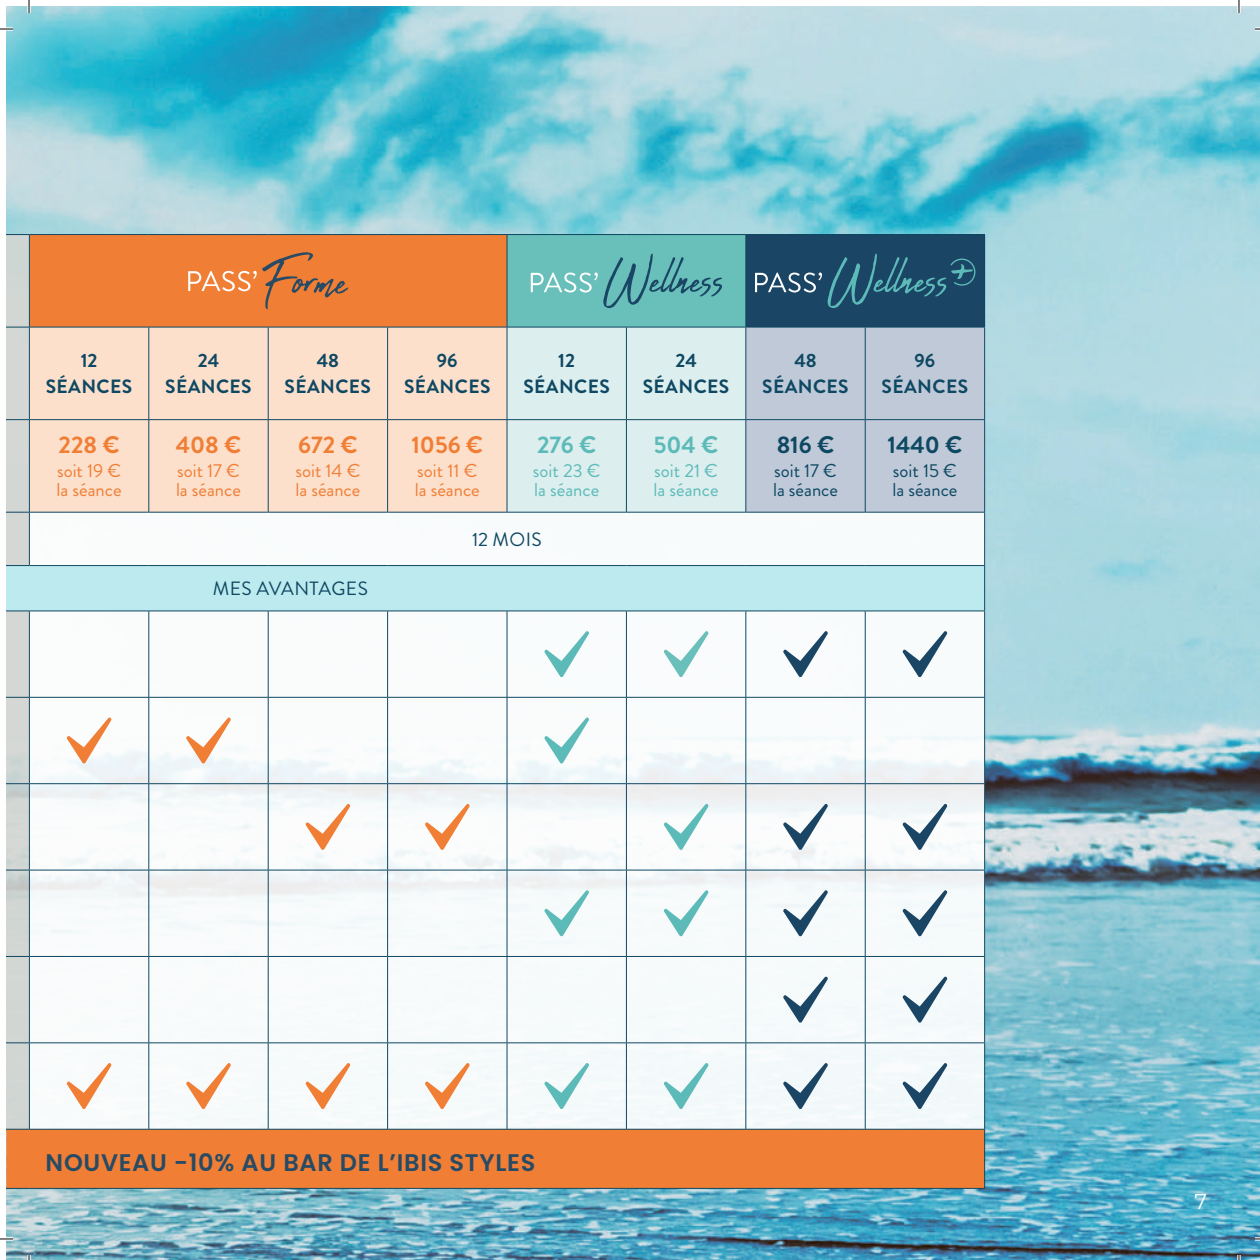 PASS' Forme
PASS' Wellness
PASS' Wellness+
12
SÉANCES
24
SÉANCES
48
SÉANCES
96
SÉANCES
12
SÉANCES
24
SÉANCES
48
SÉANCES
96
SÉANCES
228 €
soit 19 €
la séance
408 €
soit 17 €
la séance
672 €
soit 14 €
la séance
1056 €
soit 11 €
la séance
276 €
soit 23 €
la séance
504 €
soit 21 €
la séance
816 €
soit 17 €
la séance
1440 €
soit 15 €
la séance
12 MOIS
MES AVANTAGES
NOUVEAU -10% AU BAR DE L'IBIS STYLES
7